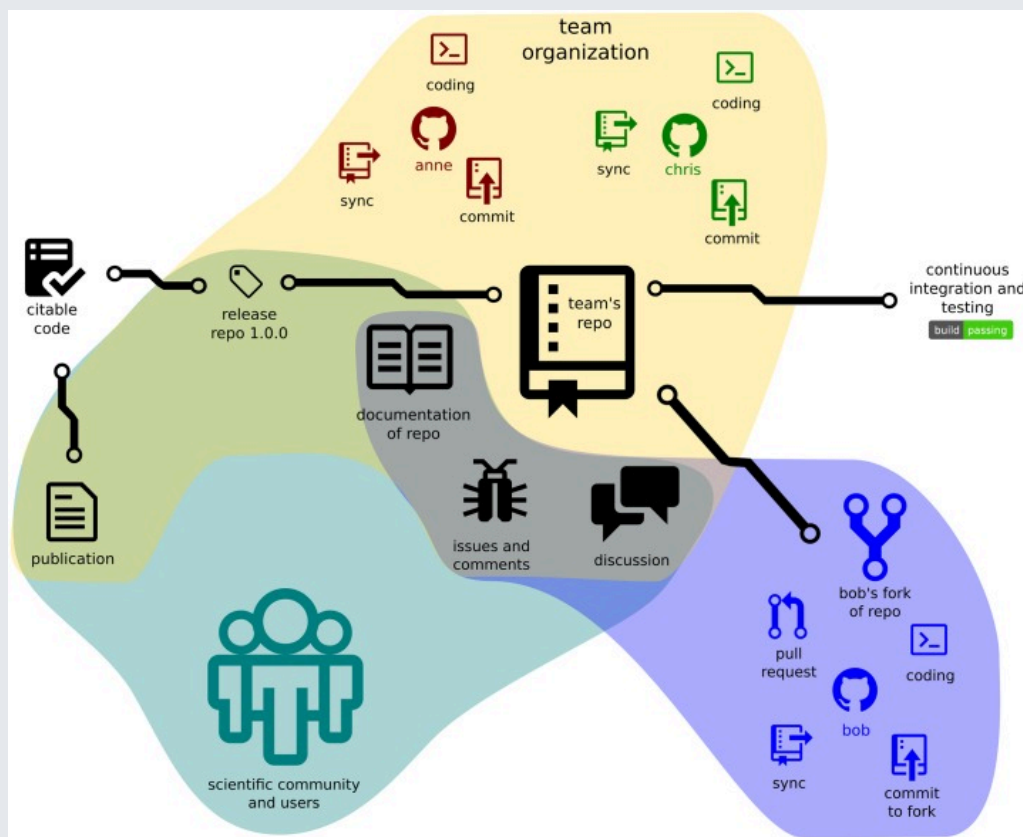 team
organization
coding
coding
anne
chris
sync
sync
commit
commit
citable
code
release
repo 1.0.0
team's
repo
continuous
integration and
testing
build passing
documentation
of repo
publication
issues and
comments
discussion
bob's fork
of repo
pull
request
coding
bob
sync
commit
to fork
scientific community
and users